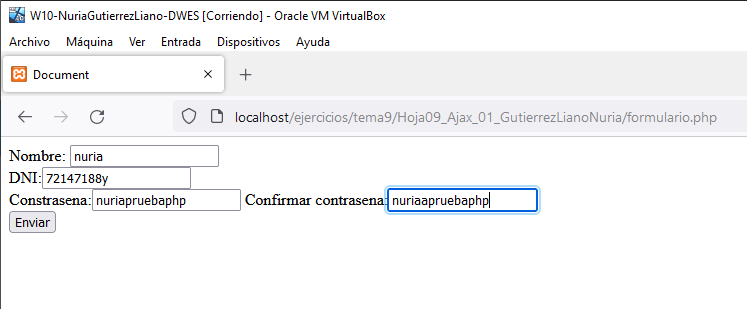 W10-NuriaGutierrezLiano-DWES [Corriendo] - Oracle VM VirtualBox
Archivo Máquina Ver Entrada Dispositivos Ayuda
Document
localhost/ejercicios/tema9/Hoja09_Ajax_01_GutierrezLianoNuria/formulario.php
Nombre: nuria
DNI: 72147188y
Constrasena: nuriapruebaphp Confirmar contrasena: nuriaapruebaphp
Enviar